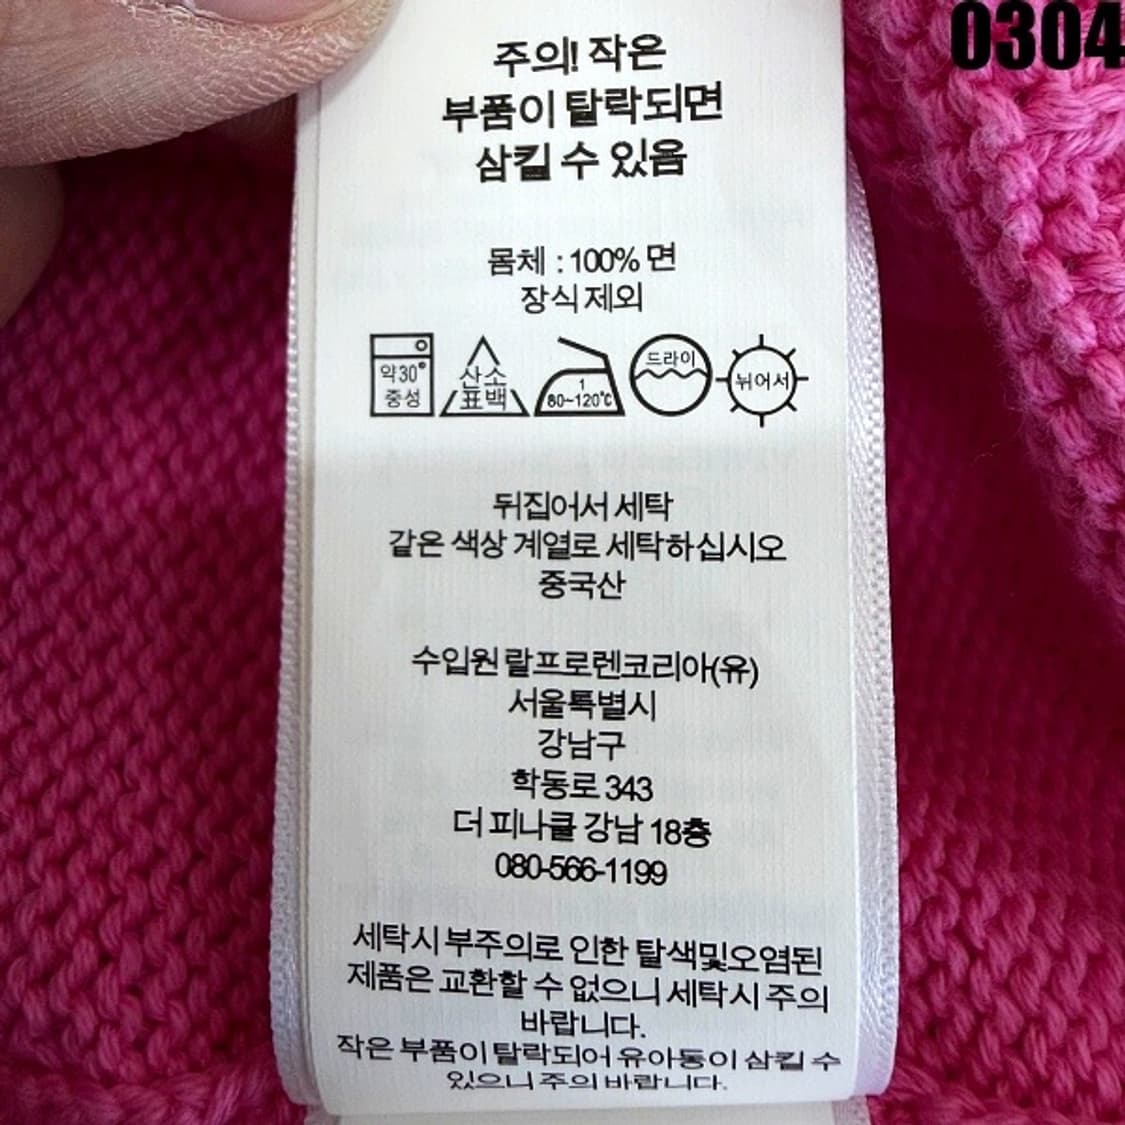 0304
주의! 작은
부품이 탈락되면
삼킬 수 있음
몸체 : 100% 면
장식제외
약30°
중성
산소
표백
1
80~120℃
드라이
뉘어서
뒤집어서 세탁
같은 색상 계열로 세탁하십시오
중국산
수입원 랄프로렌코리아(유)
서울특별시
강남구
학동로 343
더 피나클 강남 18층
080-566-1199
세탁시 부주의로 인한 탈색및오염된
제품은 교환할 수 없으니 세탁시 주의
바랍니다.
작은 부품이 탈락되어 유아동이 삼킬 수
있으니 주의 바랍니다.